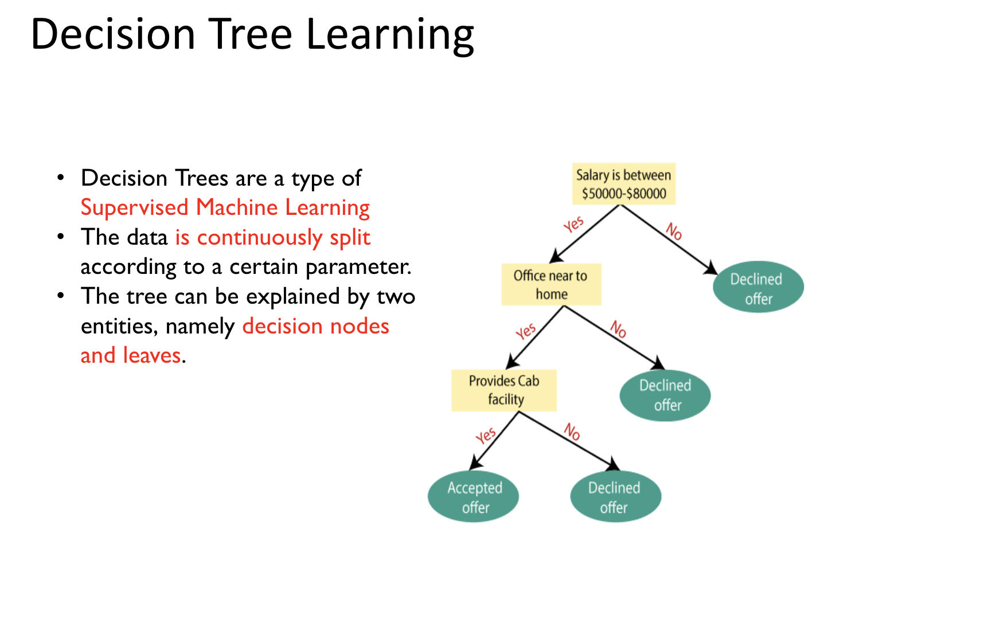 Decision Tree Learning
• Decision Trees are a type of
Supervised Machine Learning
• The data is continuously split
according to a certain parameter.
• The tree can be explained by two
entities, namely decision nodes
and leaves.
Salary is between
$50000-$80000
Yes
No
Office near to
home
Declined
offer
Yes
No
Provides Cab
facility
Declined
offer
Yes
No
Accepted
offer
Declined
offer